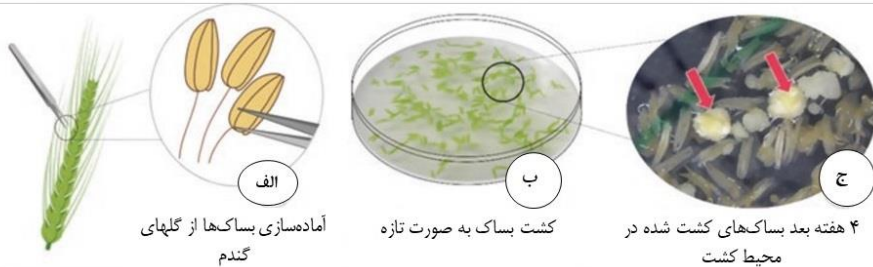 الف
ب
ج
آماده‌سازی بساک‌ها از گلهای
گندم
کشت بساک به صورت تازه
۴ هفته بعد بساک‌های کشت شده در
محیط کشت